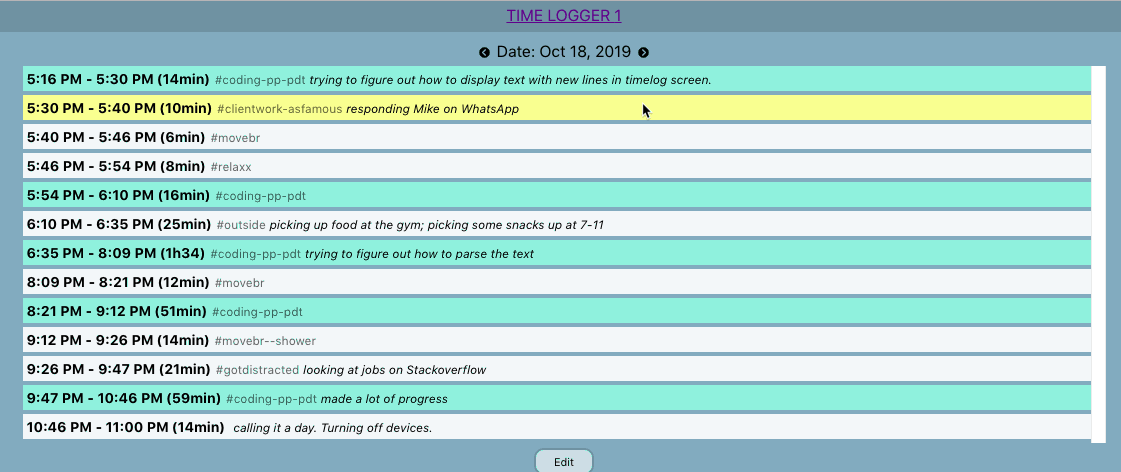 TIME LOGGER 1
Date: Oct 18, 2019
5:16 PM - 5:30 PM (14min) #coding-pp-pdt trying to figure out how to display text with new lines in timelog screen.
5:30 PM - 5:40 PM (10min) #clientwork-asfamous responding Mike on WhatsApp
5:40 PM - 5:46 PM (6min) #movebr
5:46 PM - 5:54 PM (8min) #relaxx
5:54 PM - 6:10 PM (16min) #coding-pp-pdt
6:10 PM - 6:35 PM (25min) #outside picking up food at the gym; picking some snacks up at 7-11
6:35 PM - 8:09 PM (1h34) #coding-pp-pdt trying to figure out how to parse the text
8:09 PM - 8:21 PM (12min) #movebr
8:21 PM - 9:12 PM (51min) #coding-pp-pdt
9:12 PM - 9:26 PM (14min) #movebr--shower
9:26 PM - 9:47 PM (21min) #gotdistracted looking at jobs on Stackoverflow
9:47 PM - 10:46 PM (59min) #coding-pp-pdt made a lot of progress
10:46 PM - 11:00 PM (14min) calling it a day. Turning off devices.
Edit